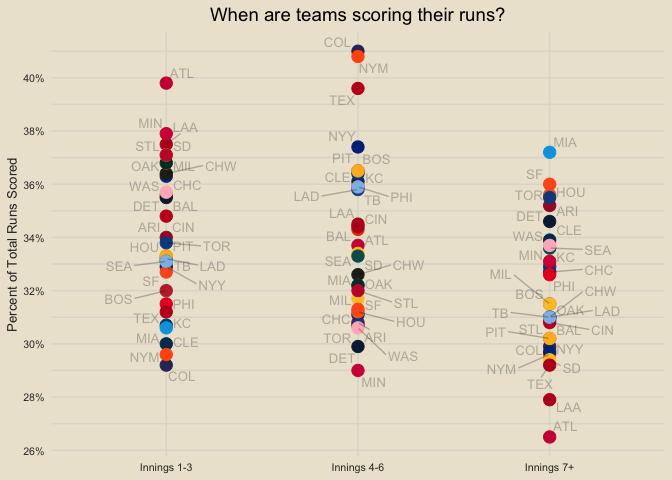 When are teams scoring their runs?
Percent of Total Runs Scored
40%
38%
36%
34%
32%
30%
28%
26%
ATL
MIN
LAA
STL
SD
OAK
MIL
CHW
WAS
CHC
DET
BAL
ARI
CIN
HOU
PIT
TOR
SEA
TB
LAD
SF
NYY
BOS
PHI
TEX
KC
MIA
CLE
NYM
COL
COL
NYM
TEX
NYY
PIT
BOS
CLE
KC
LAD
TB
PHI
LAA
CIN
BAL
ATL
SEA
SD
CHW
MIA
OAK
MIL
SF
STL
CHC
HOU
TOR
ARI
WAS
DET
MIN
MIA
SF
TOR
HOU
DET
ARI
WAS
CLE
MIN
KC
SEA
CHC
MIL
BOS
PHI
CHW
TB
OAK
LAD
PIT
STL
BAL
CIN
COL
NYY
NYM
SD
TEX
LAA
ATL
Innings 1-3
Innings 4-6
Innings 7+